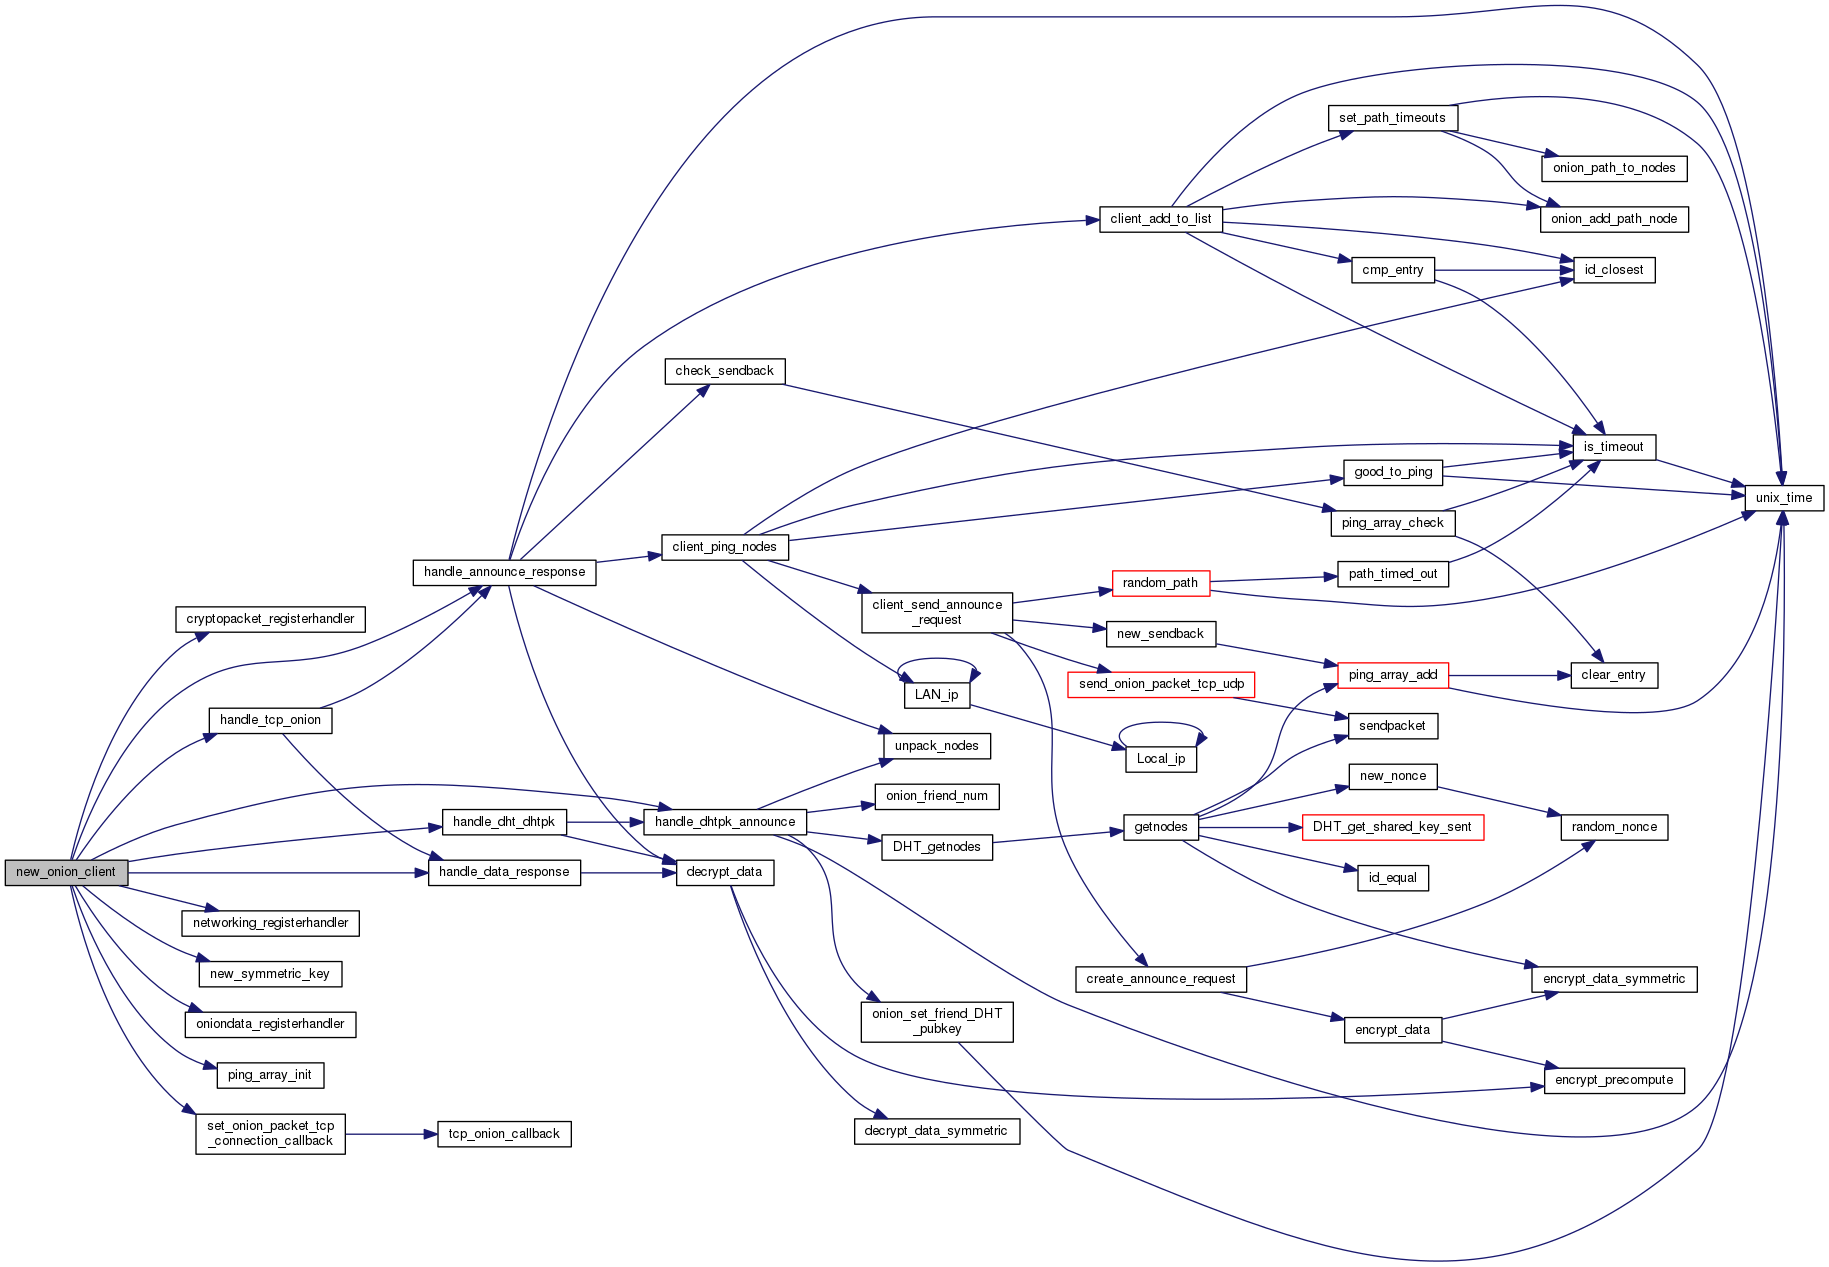 set_path_timeouts
onion_path_to_nodes
client_add_to_list
onion_add_path_node
cmp_entry
id_closest
check_sendback
is_timeout
good_to_ping
unix_time
ping_array_check
client_ping_nodes
handle_announce_response
path_timed_out
random_path
client_send_announce
_request
cryptopacket_registerhandler
new_sendback
ping_array_add
clear_entry
send_onion_packet_tcp_udp
LAN_ip
handle_tcp_onion
sendpacket
unpack_nodes
Local_ip
new_nonce
onion_friend_num
handle_dht_dhtpk
handle_dhtpk_announce
getnodes
DHT_get_shared_key_sent
random_nonce
DHT_getnodes
new_onion_client
handle_data_response
decrypt_data
id_equal
networking_registerhandler
new_symmetric_key
create_announce_request
encrypt_data_symmetric
oniondata_registerhandler
onion_set_friend_DHT
_pubkey
encrypt_data
ping_array_init
encrypt_precompute
set_onion_packet_tcp
_connection_callback
tcp_onion_callback
decrypt_data_symmetric